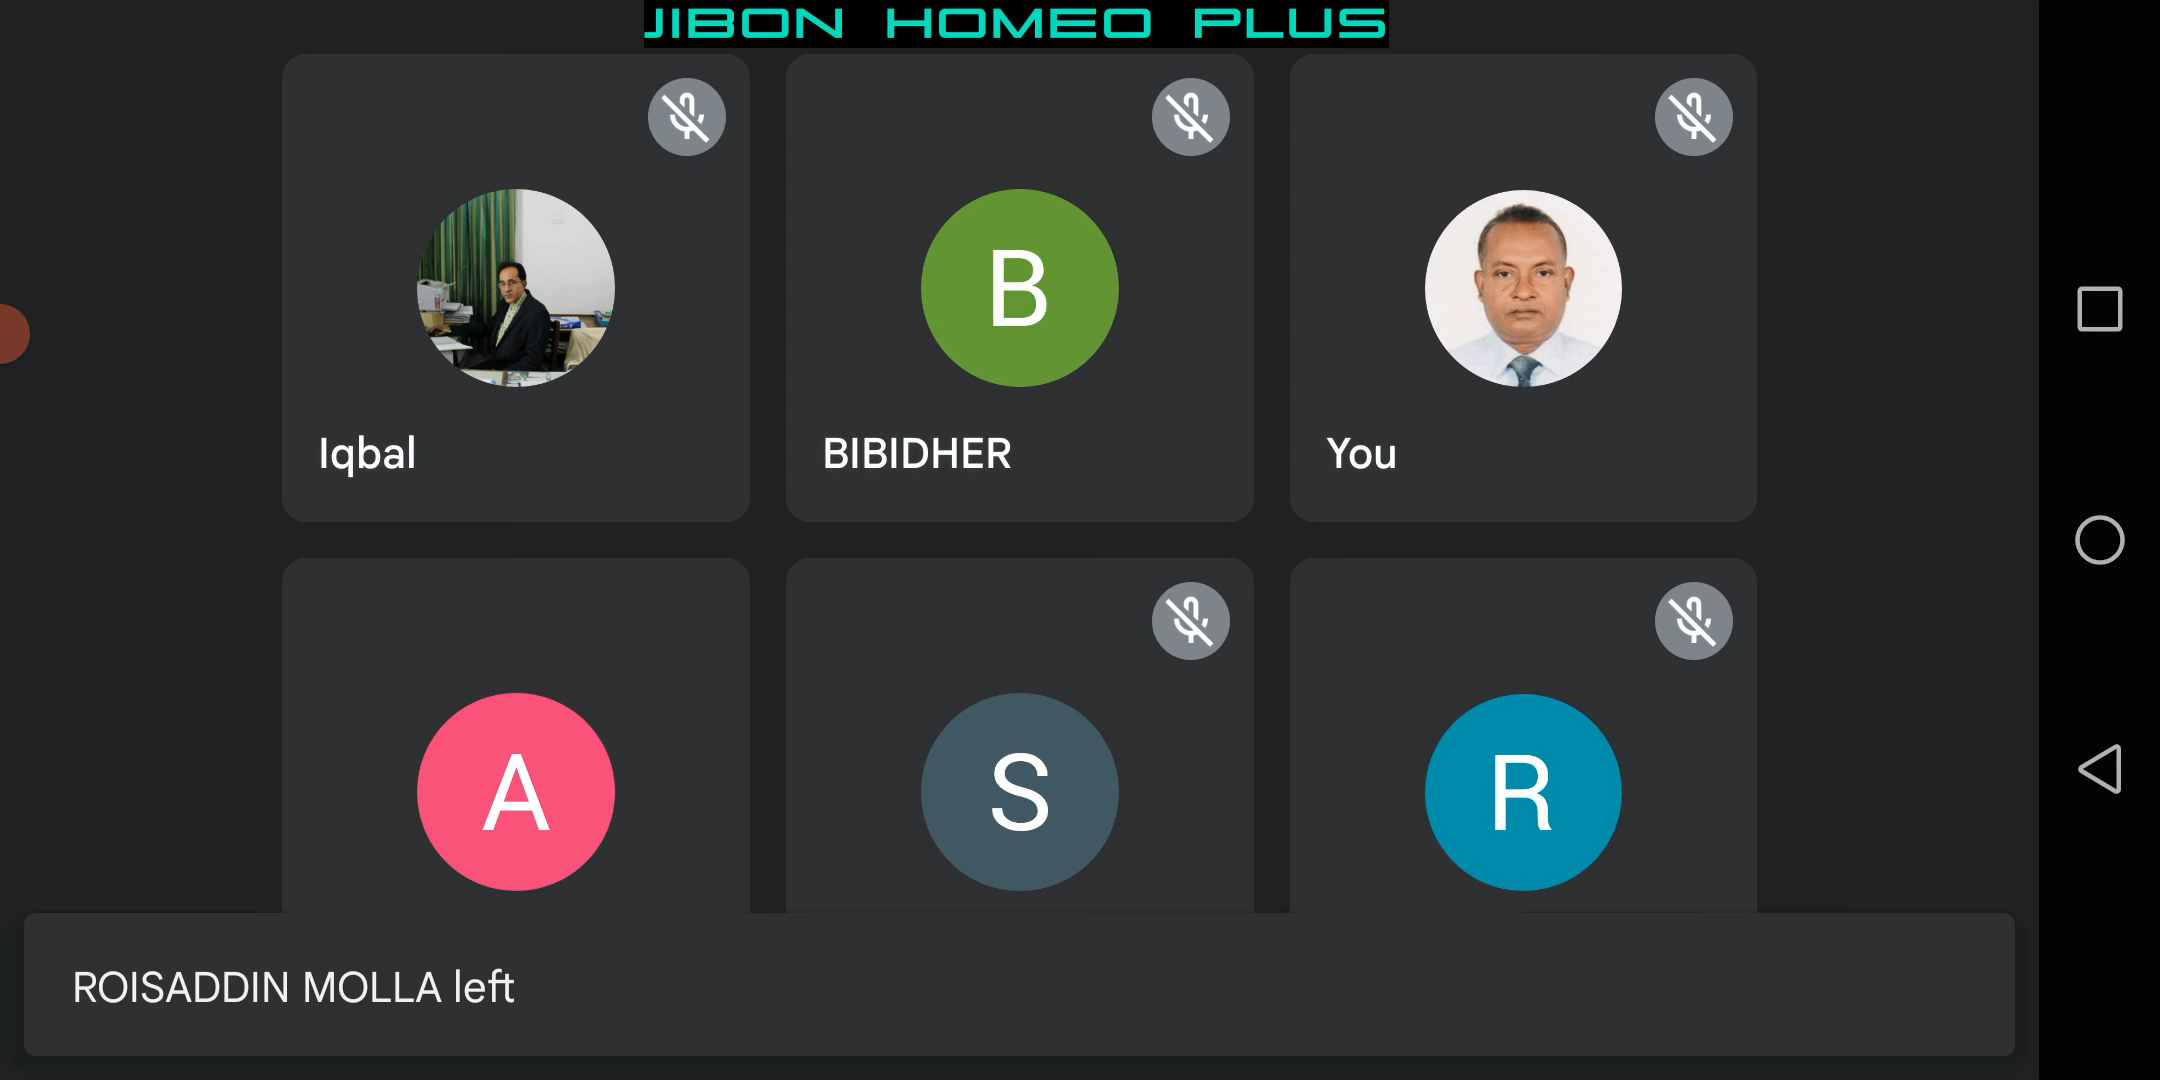 JIBON HOMEO PLUS
Iqbal
B
BIBIDHER
You
A
S
R
ROISADDIN MOLLA left